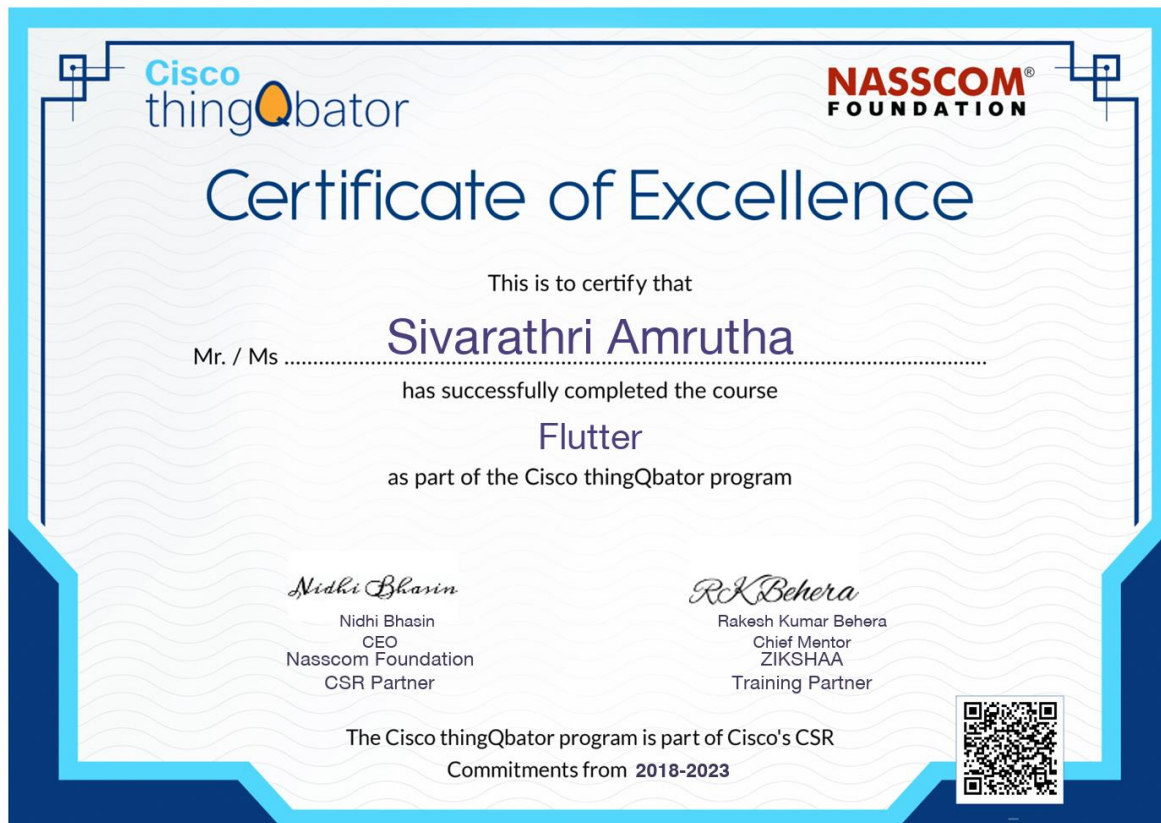 Cisco
thingQbator
NASSCOM®
FOUNDATION
Certificate of Excellence
This is to certify that
Mr. / Ms Sivarathri Amrutha
has successfully completed the course
Flutter
as part of the Cisco thingQbator program
Nidhi Bhasin
Nidhi Bhasin
CEO
Nasscom Foundation
CSR Partner
RK Behera
Rakesh Kumar Behera
Chief Mentor
ZIKSHAA
Training Partner
The Cisco thingQbator program is part of Cisco's CSR
Commitments from 2018-2023